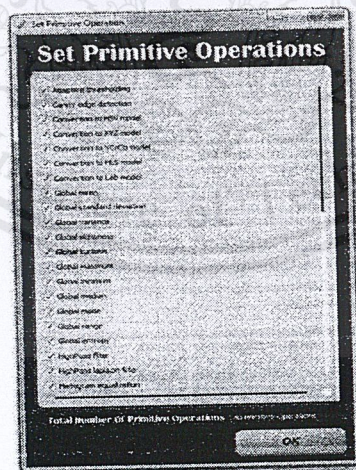 Set Primitive Operation
Set Primitive Operations
Adaptive thresholding
Canny edge detection
Conversion to HSV model
Conversion to XYZ model
Conversion to YCrCb model
Conversion to HLS model
Conversion to Lab model
Global mean
Global standard deviation
Global variance
Global skewness
Global kurtosis
Global maximum
Global minimum
Global median
Global mode
Global range
Global entropy
HighPass filter
HighPass laplacian filter
Histogram equalization
Total Number of Primitive Operations
OK